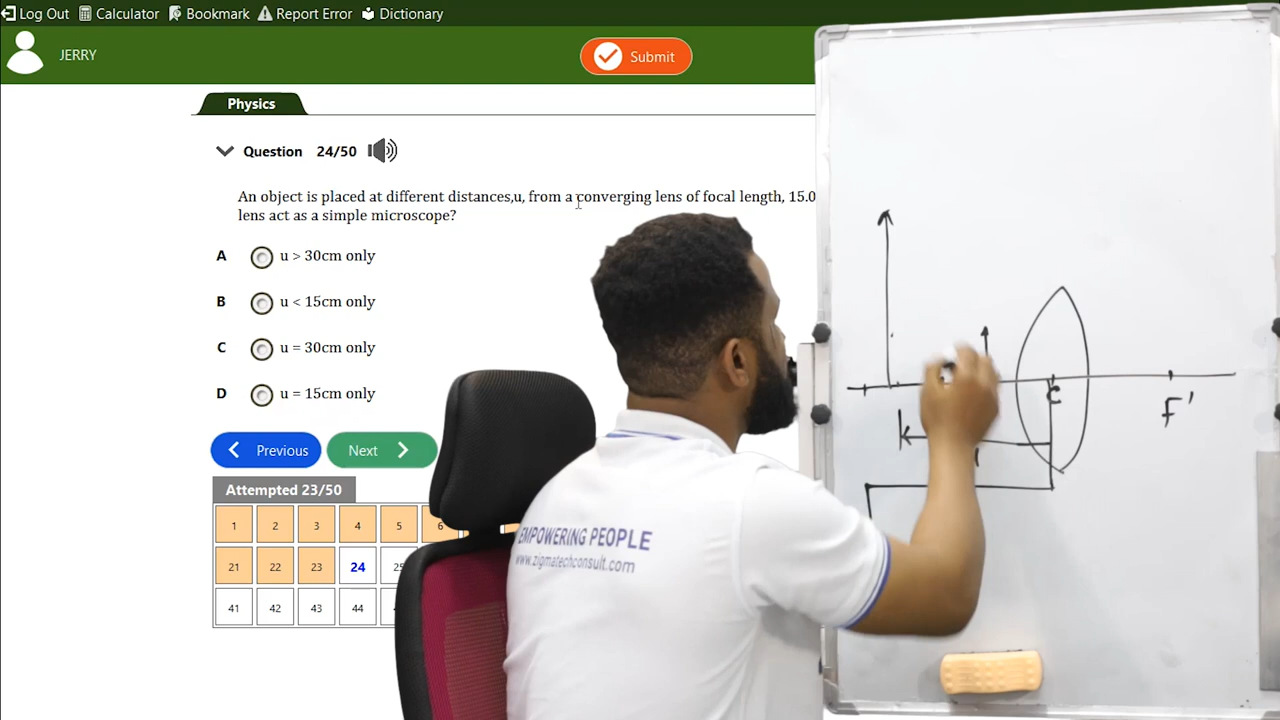 Log Out Calculator Bookmark Report Error Dictionary
JERRY
Submit
Physics
Question 24/50
An object is placed at different distances,u, from a converging lens of focal length, 15.0
lens act as a simple microscope?
A u > 30cm only
B u < 15cm only
C u = 30cm only
D u = 15cm only
Previous Next
Attempted 23/50
1 2 3 4 5 6
21 22 23 24 25
41 42 43 44
EMPOWERING PEOPLE
www.zigmatechconsult.com
C
F'